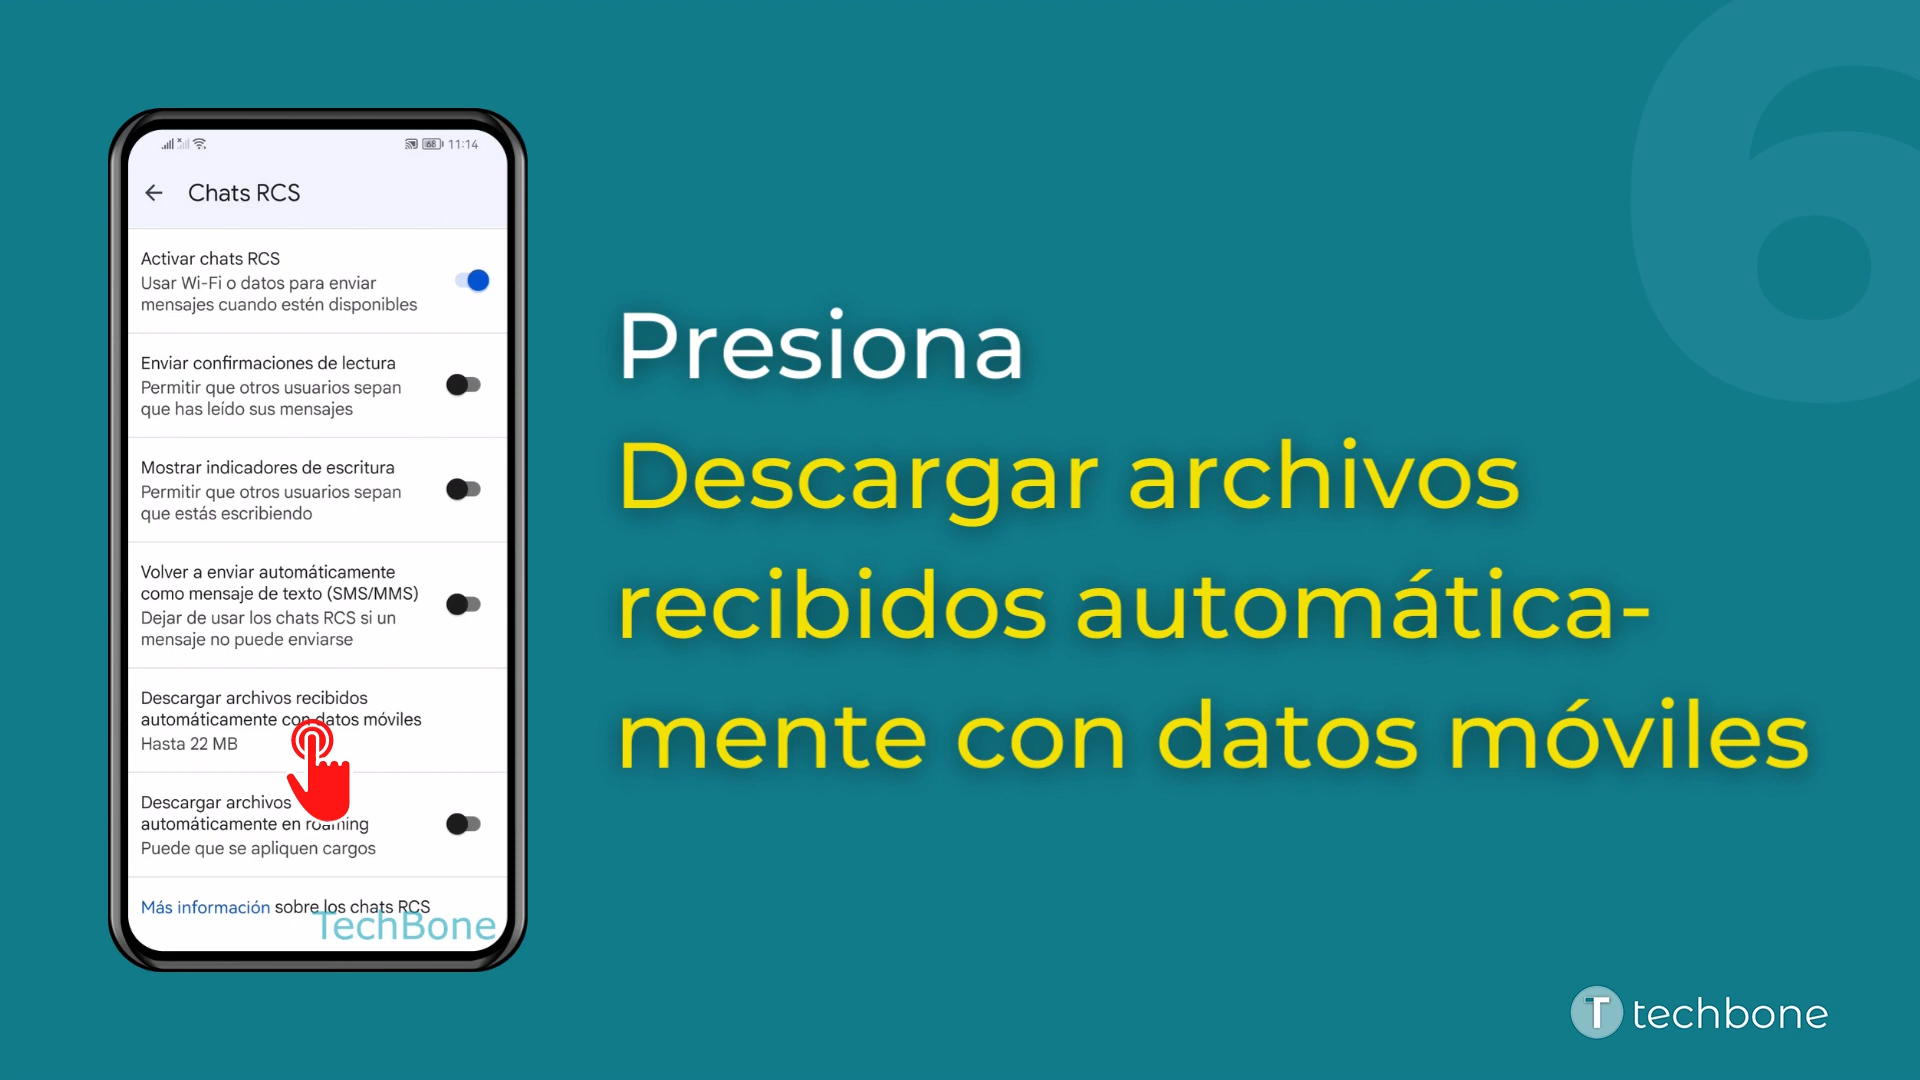 6
68 11:14
Chats RCS
Activar chats RCS
Usar Wi-Fi o datos para enviar
mensajes cuando estén disponibles
Enviar confirmaciones de lectura
Permitir que otros usuarios sepan
que has leído sus mensajes
Mostrar indicadores de escritura
Permitir que otros usuarios sepan
que estás escribiendo
Volver a enviar automáticamente
como mensaje de texto (SMS/MMS)
Dejar de usar los chats RCS si un
mensaje no puede enviarse
Descargar archivos recibidos
automáticamente con datos móviles
Hasta 22 MB
Descargar archivos
automáticamente en roaming
Puede que se apliquen cargos
Más información sobre los chats RCS
TechBone
Presiona
Descargar archivos
recibidos automática-
mente con datos móviles
T techbone